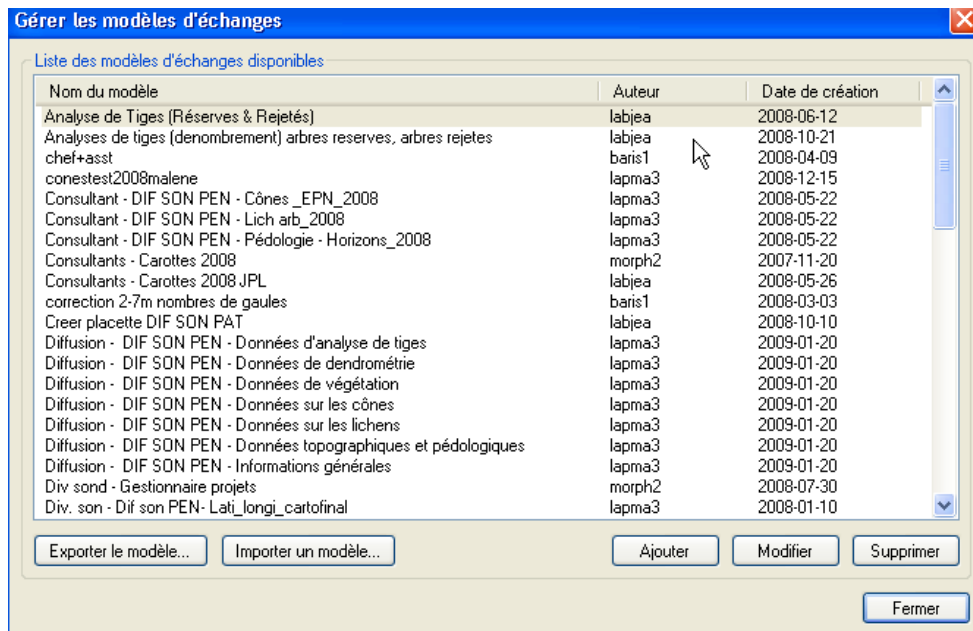 Gérer les modèles d'échanges
Liste des modèles d'échanges disponibles
Nom du modèle Auteur Date de création
Analyse de Tiges (Réserves & Rejetés) labjea 2008-06-12
Analyses de tiges (denombrement) arbres reserves, arbres rejetes labjea 2008-10-21
chef+asst baris1 2008-04-09
conestest2008malene lapma3 2008-12-15
Consultant - DIF SON PEN - Cônes _EPN_2008 lapma3 2008-05-22
Consultant - DIF SON PEN - Lich arb_2008 lapma3 2008-05-22
Consultant - DIF SON PEN - Pédologie - Horizons_2008 lapma3 2008-05-22
Consultants - Carottes 2008 morph2 2007-11-20
Consultants - Carottes 2008 JPL labjea 2008-05-26
correction 2-7m nombres de gaules baris1 2008-03-03
Creer placette DIF SON PAT labjea 2008-10-10
Diffusion - DIF SON PEN - Données d'analyse de tiges lapma3 2009-01-20
Diffusion - DIF SON PEN - Données de dendrométrie lapma3 2009-01-20
Diffusion - DIF SON PEN - Données de végétation lapma3 2009-01-20
Diffusion - DIF SON PEN - Données sur les cônes lapma3 2009-01-20
Diffusion - DIF SON PEN - Données sur les lichens lapma3 2009-01-20
Diffusion - DIF SON PEN - Données topographiques et pédologiques lapma3 2009-01-20
Diffusion - DIF SON PEN - Informations générales lapma3 2009-01-20
Div sond - Gestionnaire projets morph2 2008-07-30
Div. son - Dif son PEN- Lati_longi_cartofinal lapma3 2008-01-10
Exporter le modèle... Importer un modèle... Ajouter Modifier Supprimer
Fermer